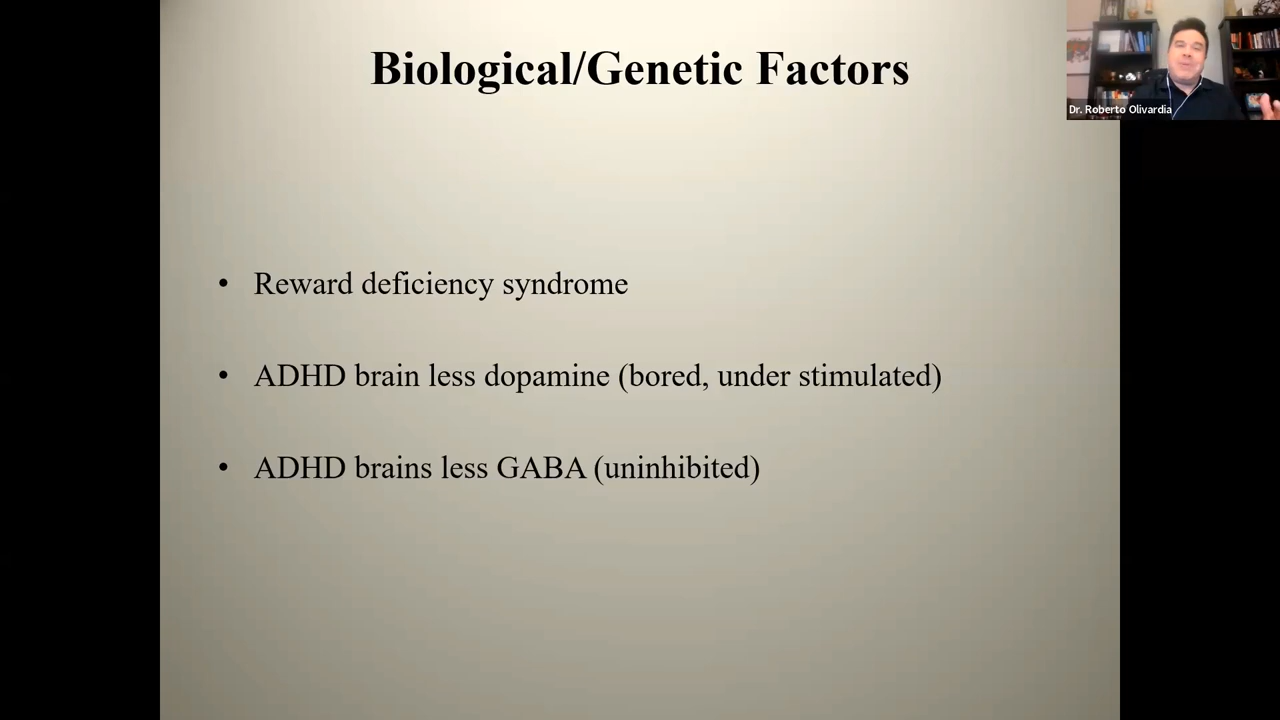 Biological/Genetic Factors
Dr. Roberto Olivardia
• Reward deficiency syndrome
• ADHD brain less dopamine (bored, under stimulated)
• ADHD brains less GABA (uninhibited)